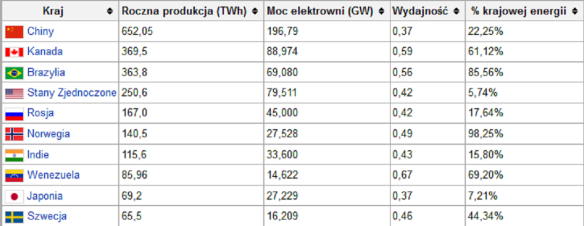 Kraj Roczna produkcja (TWh) Moc elektrowni (GW) Wydajność % krajowej energii
Chiny 652,05 196,79 0,37 22,25%
Kanada 369,5 88,974 0,59 61,12%
Brazylia 363,8 69,080 0,56 85,56%
Stany Zjednoczone 250,6 79,511 0,42 5,74%
Rosja 167,0 45,000 0,42 17,64%
Norwegia 140,5 27,528 0,49 98,25%
Indie 115,6 33,600 0,43 15,80%
Wenezuela 85,96 14,622 0,67 69,20%
Japonia 69,2 27,229 0,37 7,21%
Szwecja 65,5 16,209 0,46 44,34%